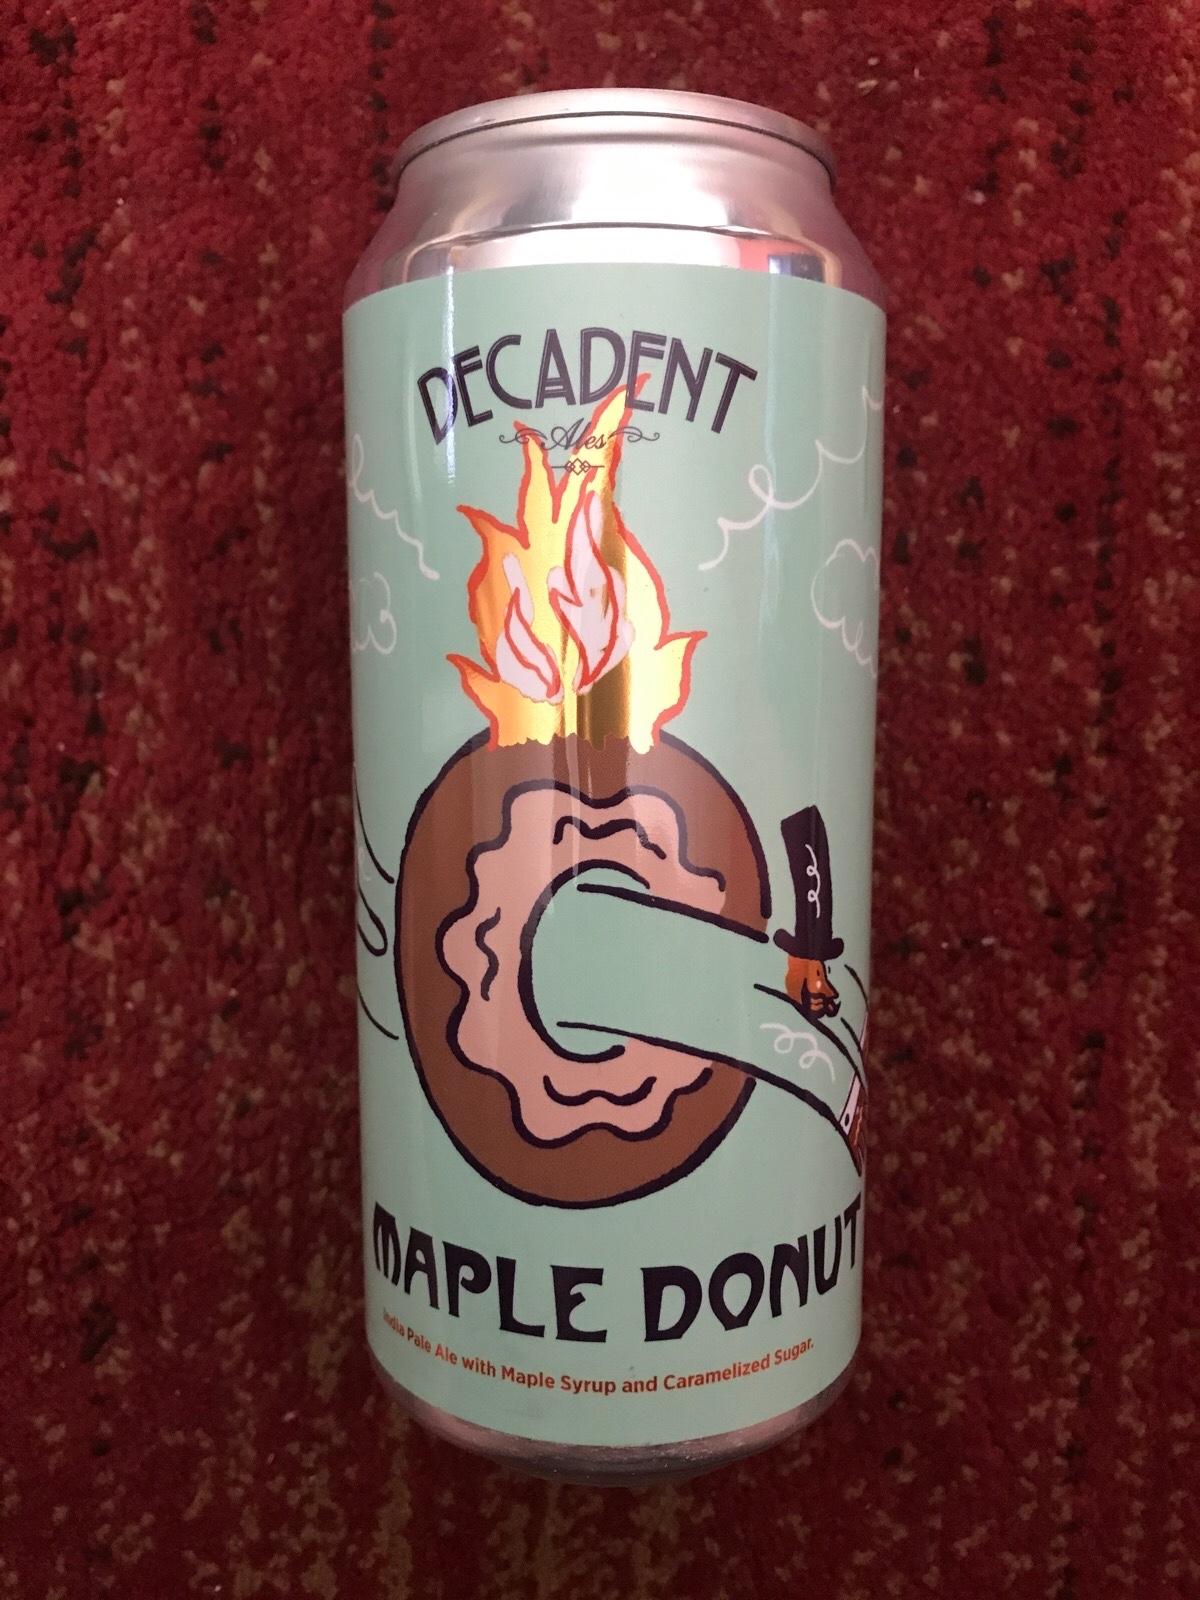 DECADENT
Ales
MAPLE DONUT
India Pale Ale with Maple Syrup and Caramelized Sugar.